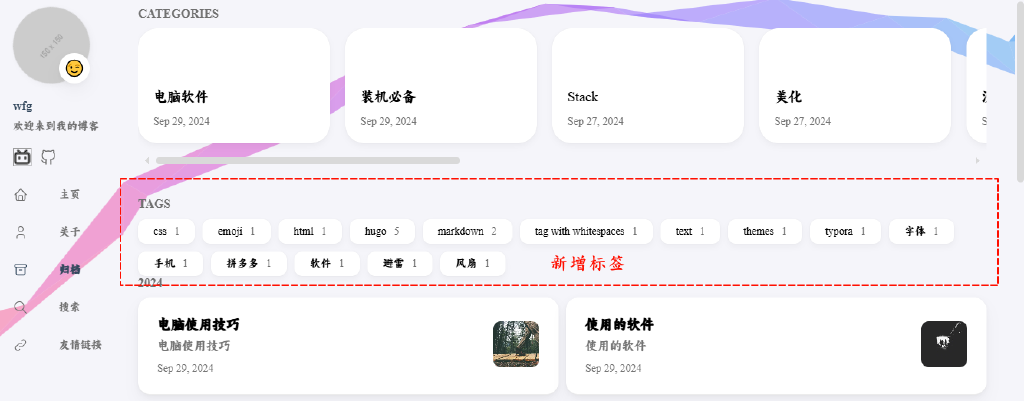 CATEGORIES
150 x 150
wfg
欢迎来到我的博客
主页
关于
归档
搜索
友情链接
电脑软件
Sep 29, 2024
装机必备
Sep 29, 2024
Stack
Sep 27, 2024
美化
Sep 27, 2024
TAGS
css 1
emoji 1
html 1
hugo 5
markdown 2
tag with whitespaces 1
text 1
themes 1
typora 1
字体 1
手机 1
拼多多 1
软件 1
避雷 1
风扇 1
新增标签
2024
电脑使用技巧
电脑使用技巧
Sep 29, 2024
使用的软件
使用的软件
Sep 29, 2024